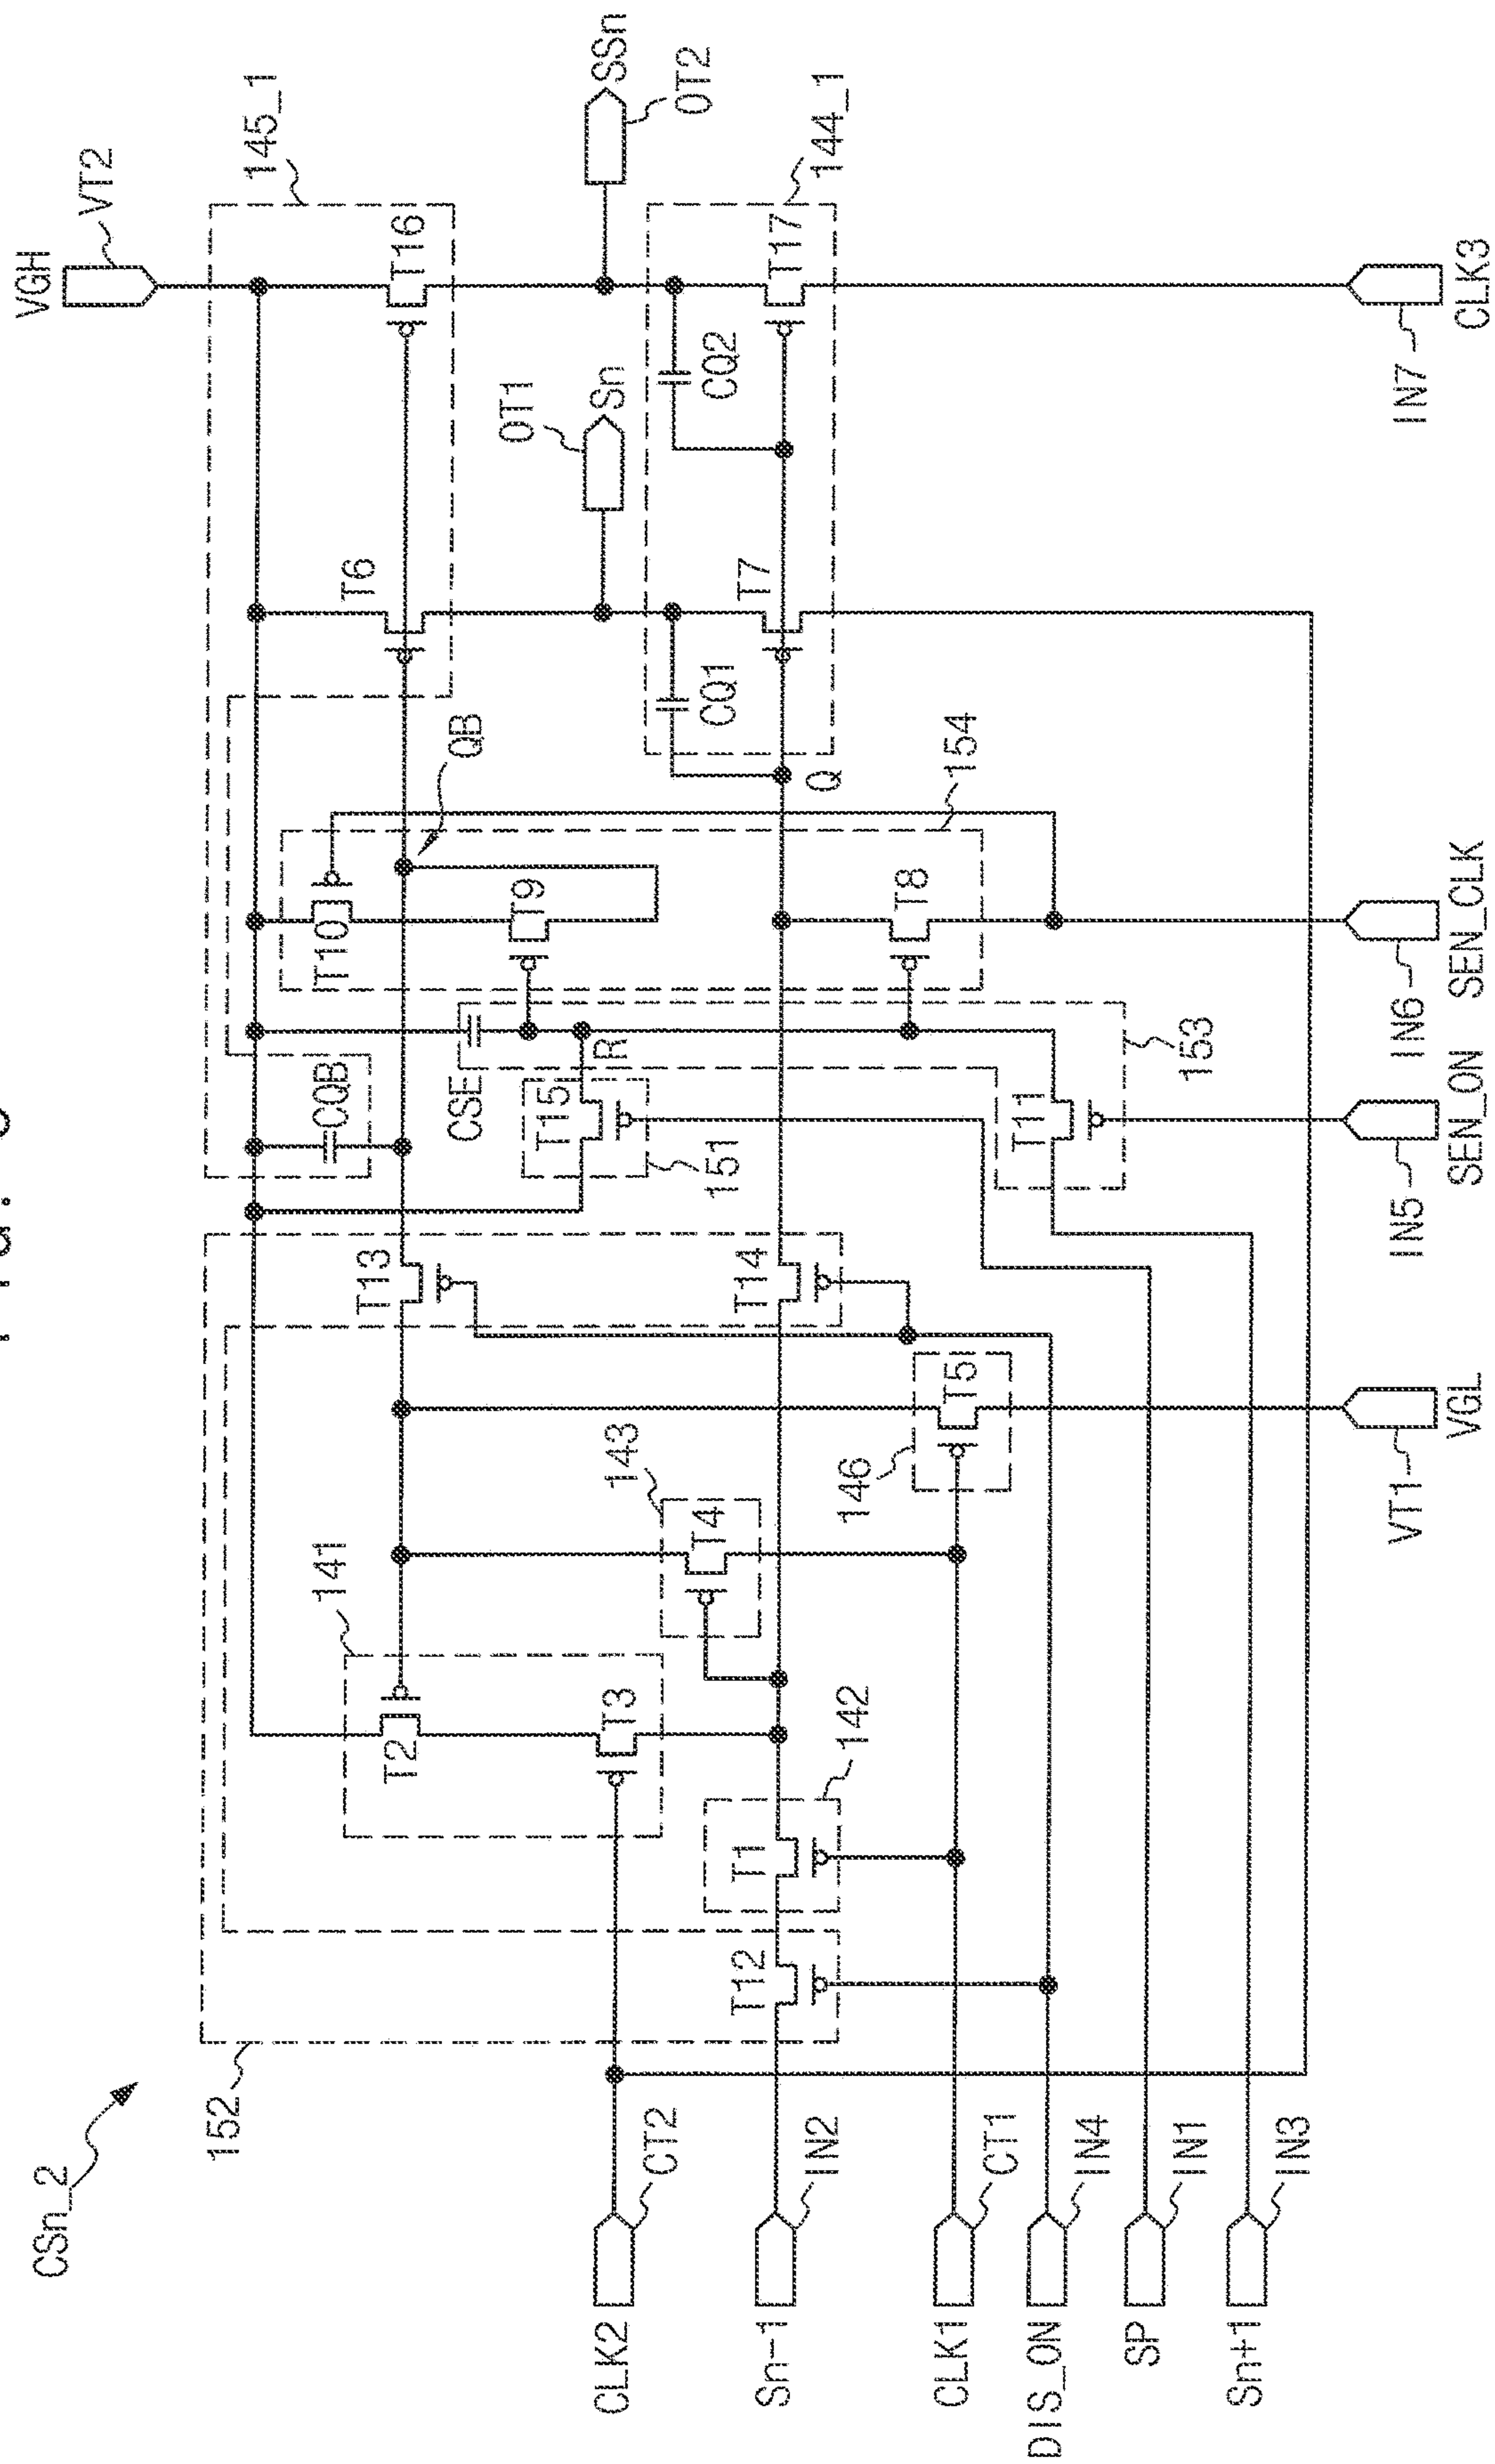 CSn_2
152
VGH
VT2
145_1
T16
T6
SSn
OT2
OT1
Sn
144_1
T17
CQ2
T7
CQ1
QB
Q
154
T10
T9
T8
CSE
R
CQB
T15
151
T11
153
T13
T14
143
T4
146
T5
141
T2
T3
142
T1
T12
CLK2
CT2
Sn-1
IN2
CLK1
CT1
DIS_ON
IN4
SP
IN1
Sn+1
IN3
VT1
VGL
IN5
SEN_ON
IN6
SEN_CLK
IN7
CLK3